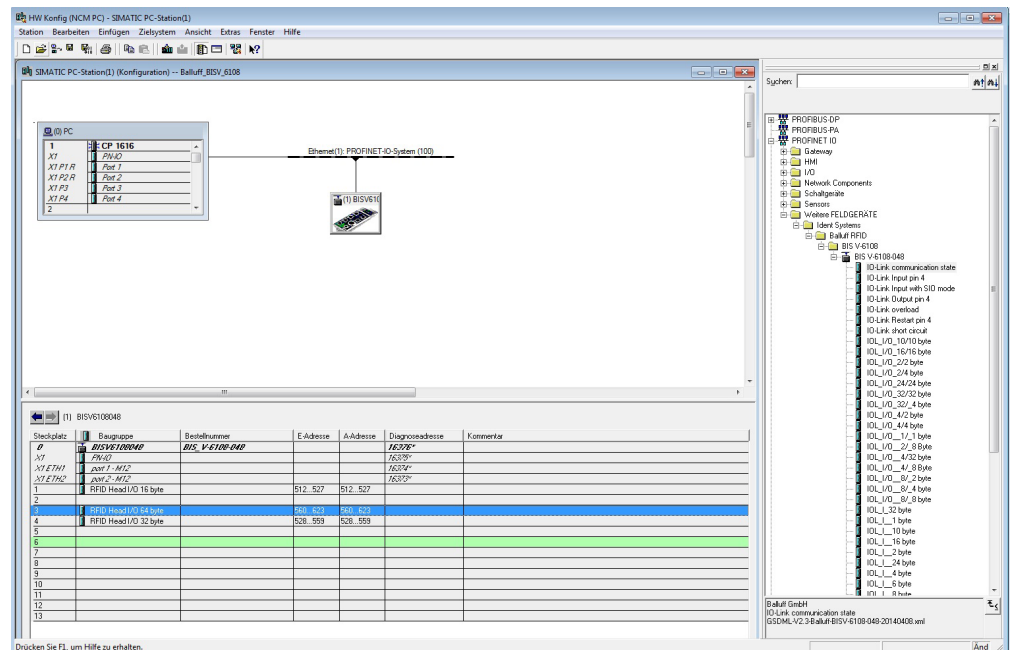 HW Konfig (NCM PC) - SIMATIC PC-Station(1)
Station Bearbeiten Einfügen Zielsystem Ansicht Extras Fenster Hilfe
SIMATIC PC-Station(1) (Konfiguration) -- Balluff_BISV_6108
(0) PC
1 CP 1616
X1 PN-IO
X1 P1 R Port 1
X1 P2 R Port 2
X1 P3 Port 3
X1 P4 Port 4
2
Ethernet(1): PROFINET-IO-System (100)
(1) BISV610
(1) BISV6108048
Steckplatz Baugruppe Bestellnummer E-Adresse A-Adresse Diagnoseadresse Kommentar
0 BISV6108048 BIS_V-6108-048 16376*
X1 PN-IO 16375*
X1 ETH1 port 1 - M12 16374*
X1 ETH2 port 2 - M12 16373*
1 RFID Head I/O 16 byte 512...527 512...527
2
3 RFID Head I/O 64 byte 560...623 560...623
4 RFID Head I/O 32 byte 528...559 528...559
5
6
7
8
9
10
11
12
13
Suchen:
PROFIBUS-DP
PROFIBUS-PA
PROFINET IO
Gateway
HMI
I/O
Network Components
Schaltgeräte
Sensors
Weitere FELDGERÄTE
Ident Systems
Balluff RFID
BIS V-6108
BIS V-6108-048
IO-Link communication state
IO-Link Input pin 4
IO-Link Input with SIO mode
IO-Link Output pin 4
IO-Link overload
IO-Link Restart pin 4
IO-Link short circuit
IOL_I/O_10/10 byte
IOL_I/O_16/16 byte
IOL_I/O_2/2 byte
IOL_I/O_2/4 byte
IOL_I/O_24/24 byte
IOL_I/O_32/32 byte
IOL_I/O_32/_4 byte
IOL_I/O_4/2 byte
IOL_I/O_4/4 byte
IOL_I/O__1/_1 byte
IOL_I/O__2/_8 Byte
IOL_I/O__4/32 byte
IOL_I/O__4/_8 Byte
IOL_I/O__8/_2 byte
IOL_I/O__8/_4 byte
IOL_I/O__8/_8 byte
IOL_I_32 byte
IOL_I__1 byte
IOL_I__10 byte
IOL_I__16 byte
IOL_I__2 byte
IOL_I__24 byte
IOL_I__4 byte
IOL_I__6 byte
IOL_I__8 byte
Balluff GmbH
IO-Link communication state
GSDML-V2.3-Balluff-BISV-6108-048-20140408.xml
Drücken Sie F1, um Hilfe zu erhalten.
Änd